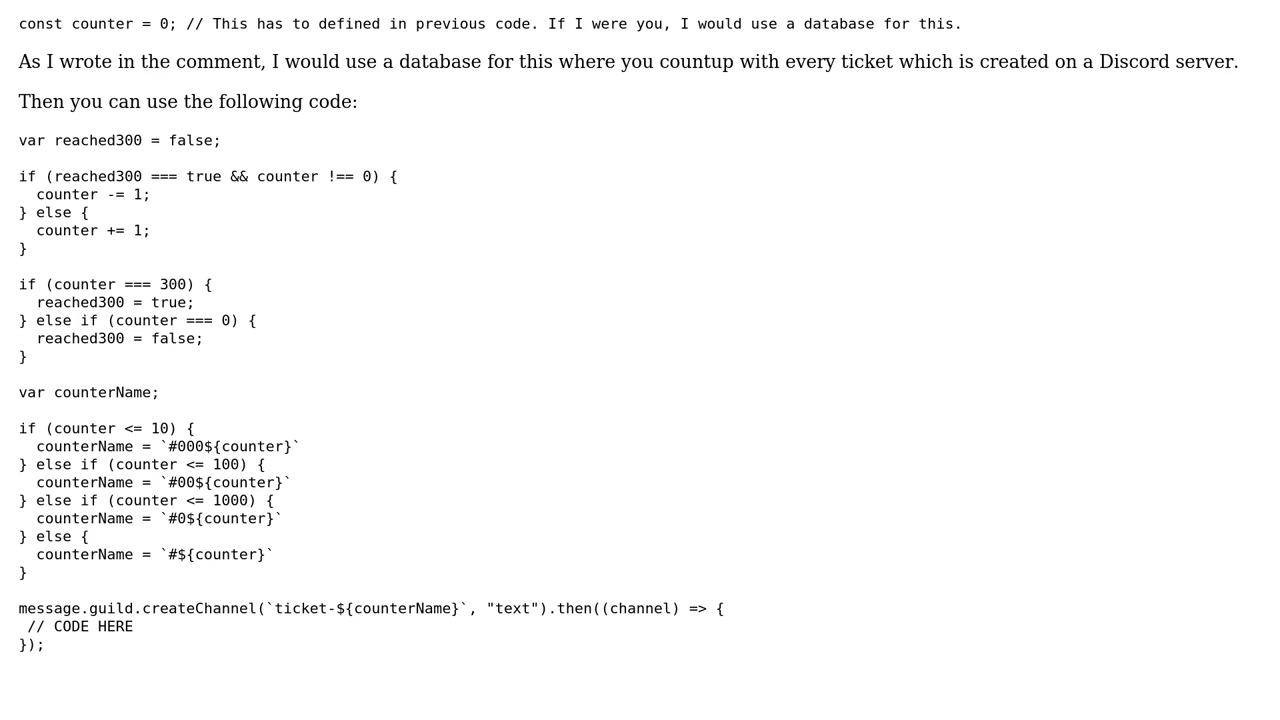 const counter = 0; // This has to defined in previous code. If I were you, I would use a database for this.
As I wrote in the comment, I would use a database for this where you countup with every ticket which is created on a Discord server.
Then you can use the following code:
var reached300 = false;
if (reached300 === true && counter !== 0) {
  counter -= 1;
} else {
  counter += 1;
}
if (counter === 300) {
  reached300 = true;
} else if (counter === 0) {
  reached300 = false;
}
var counterName;
if (counter <= 10) {
  counterName = `#000${counter}`
} else if (counter <= 100) {
  counterName = `#00${counter}`
} else if (counter <= 1000) {
  counterName = `#0${counter}`
} else {
  counterName = `#${counter}`
}
message.guild.createChannel(`ticket-${counterName}`, "text").then((channel) => {
 // CODE HERE
});